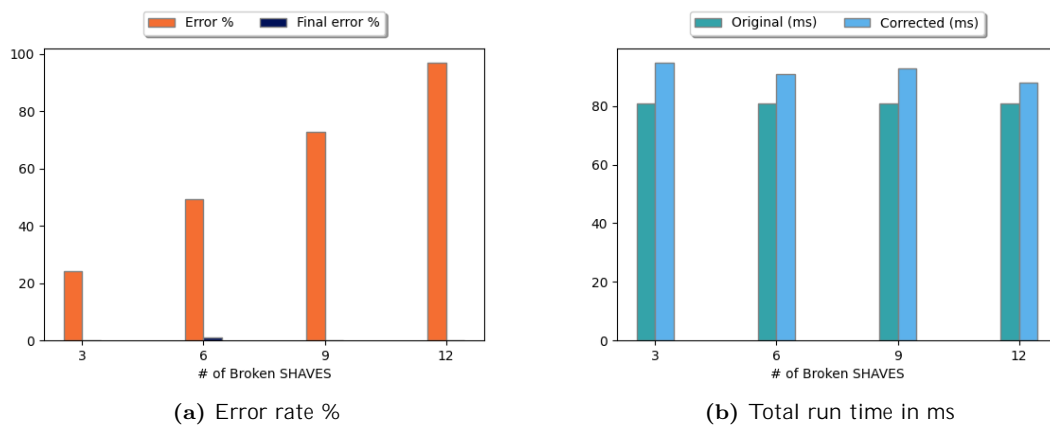 Error %  Final error %
100
80
60
40
20
0
3 6 9 12
# of Broken SHAVES
(a) Error rate %
Original (ms)  Corrected (ms)
80
60
40
20
0
3 6 9 12
# of Broken SHAVES
(b) Total run time in ms